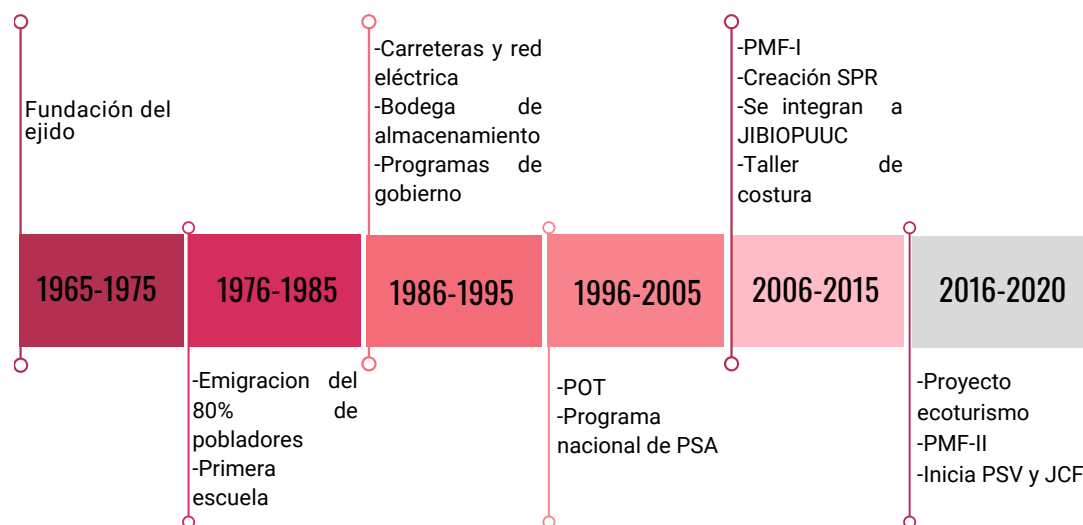 Fundación del
ejido
1965-1975
-Emigracion del
80% de
pobladores
-Primera
escuela
1976-1985
-Carreteras y red
eléctrica
-Bodega de
almacenamiento
-Programas de
gobierno
1986-1995
-POT
-Programa
nacional de PSA
1996-2005
-PMF-I
-Creación SPR
-Se integran a
JIBIOPUUC
-Taller de
costura
2006-2015
-Proyecto
ecoturismo
-PMF-II
-Inicia PSV y JCF
2016-2020